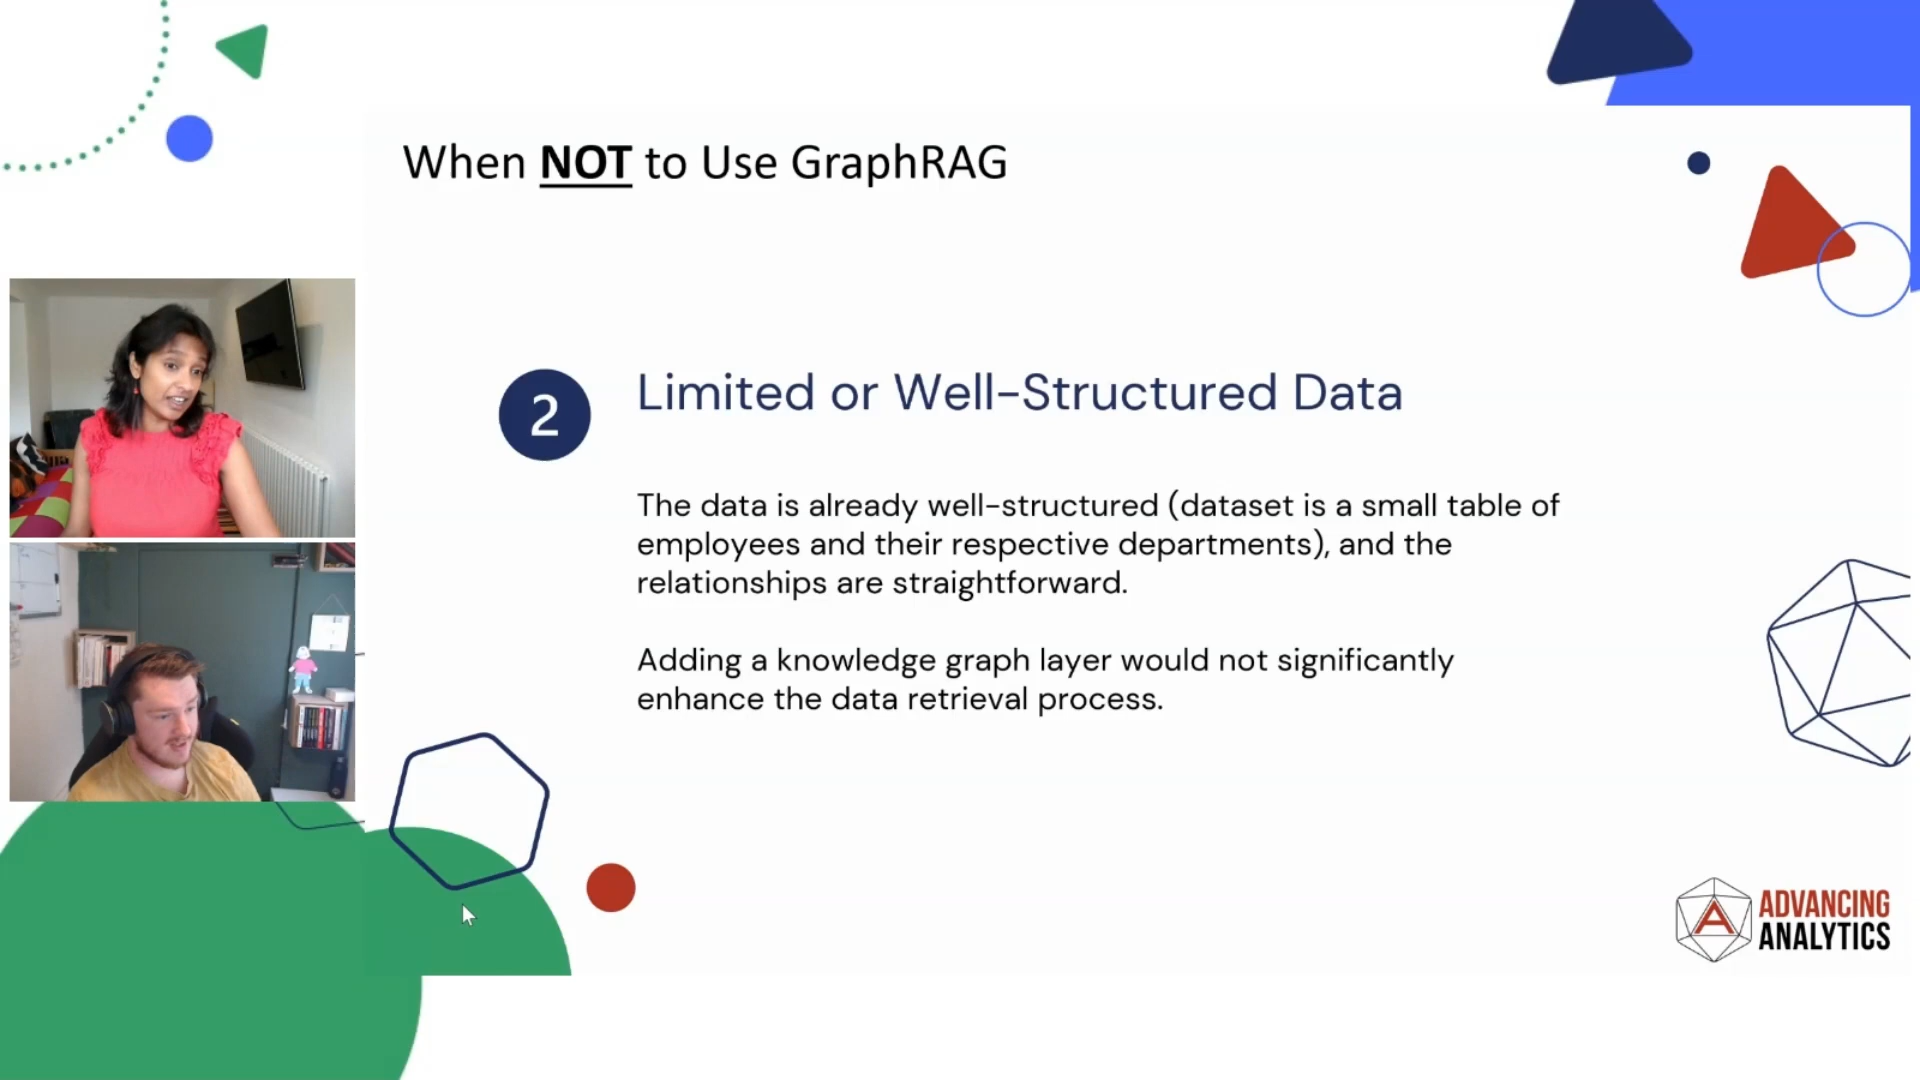 When NOT to Use GraphRAG
2
Limited or Well-Structured Data
The data is already well-structured (dataset is a small table of
employees and their respective departments), and the
relationships are straightforward.
Adding a knowledge graph layer would not significantly
enhance the data retrieval process.
A
ADVANCING
ANALYTICS